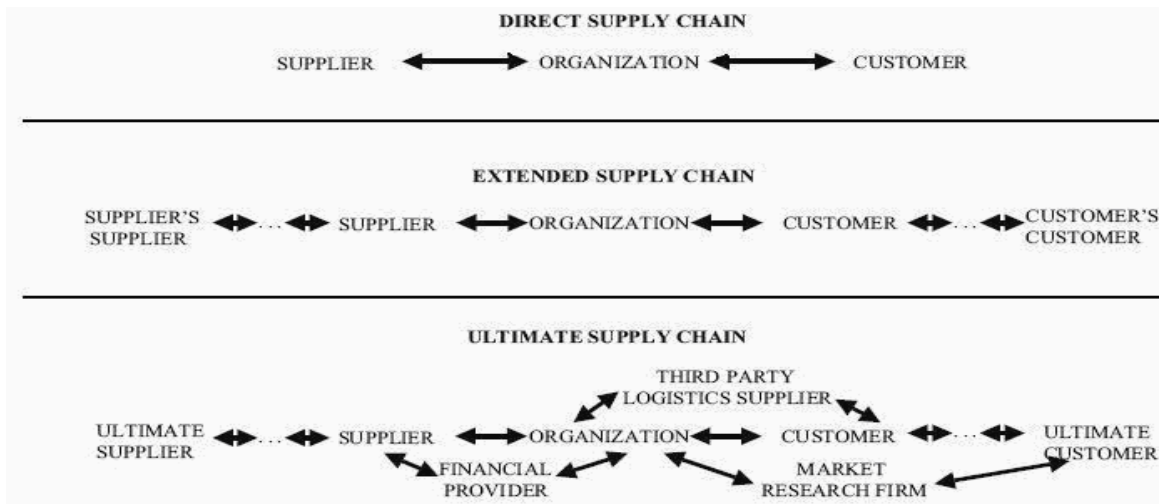 DIRECT SUPPLY CHAIN
SUPPLIER ORGANIZATION CUSTOMER
EXTENDED SUPPLY CHAIN
SUPPLIER'S
SUPPLIER
... SUPPLIER ORGANIZATION CUSTOMER ...
CUSTOMER'S
CUSTOMER
ULTIMATE SUPPLY CHAIN
THIRD PARTY
LOGISTICS SUPPLIER
ULTIMATE
SUPPLIER
... SUPPLIER ORGANIZATION CUSTOMER ...
ULTIMATE
CUSTOMER
FINANCIAL
PROVIDER
MARKET
RESEARCH FIRM